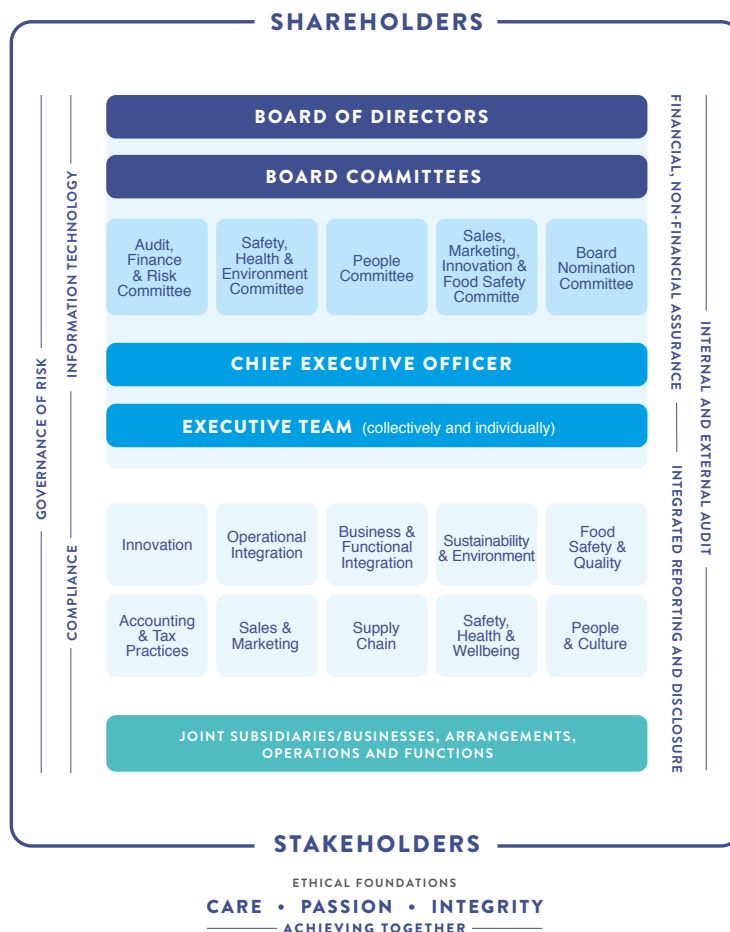 SHAREHOLDERS
BOARD OF DIRECTORS
BOARD COMMITTEES
Audit,
Finance
& Risk
Committee
Safety,
Health &
Environment
Committee
People
Committee
Sales,
Marketing,
Innovation &
Food Safety
Committe
Board
Nomination
Committee
CHIEF EXECUTIVE OFFICER
EXECUTIVE TEAM (collectively and individually)
Innovation
Operational
Integration
Business &
Functional
Integration
Sustainability
& Environment
Food
Safety &
Quality
Accounting
& Tax
Practices
Sales &
Marketing
Supply
Chain
Safety,
Health &
Wellbeing
People
& Culture
JOINT SUBSIDIARIES/BUSINESSES, ARRANGEMENTS,
OPERATIONS AND FUNCTIONS
GOVERNANCE OF RISK
INFORMATION TECHNOLOGY
COMPLIANCE
FINANCIAL, NON-FINANCIAL ASSURANCE
INTEGRATED REPORTING AND DISCLOSURE
INTERNAL AND EXTERNAL AUDIT
STAKEHOLDERS
ETHICAL FOUNDATIONS
CARE • PASSION • INTEGRITY
ACHIEVING TOGETHER